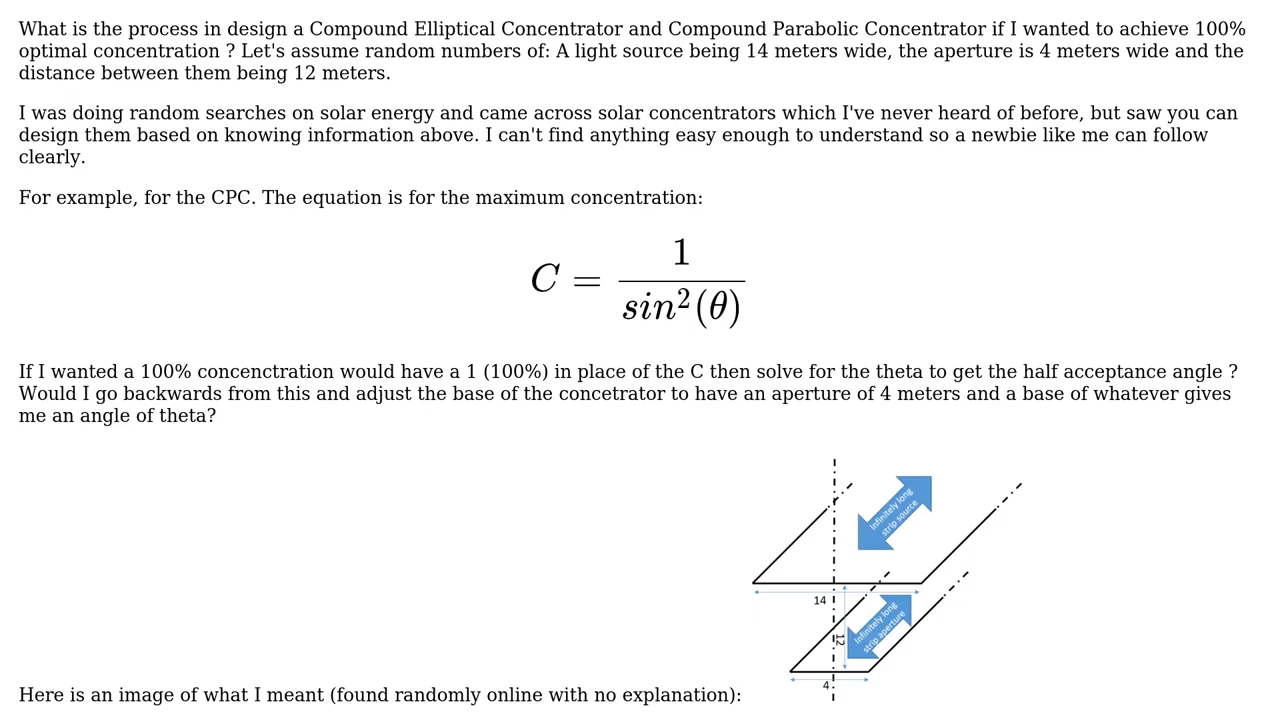 What is the process in design a Compound Elliptical Concentrator and Compound Parabolic Concentrator if I wanted to achieve 100%
optimal concentration ? Let's assume random numbers of: A light source being 14 meters wide, the aperture is 4 meters wide and the
distance between them being 12 meters.
I was doing random searches on solar energy and came across solar concentrators which I've never heard of before, but saw you can
design them based on knowing information above. I can't find anything easy enough to understand so a newbie like me can follow
clearly.
For example, for the CPC. The equation is for the maximum concentration:
C = 1 / sin²(θ)
If I wanted a 100% concenctration would have a 1 (100%) in place of the C then solve for the theta to get the half acceptance angle ?
Would I go backwards from this and adjust the base of the concetrator to have an aperture of 4 meters and a base of whatever gives
me an angle of theta?
Infinitely long
strip source
14
Infinitely long
strip aperture
12
4
Here is an image of what I meant (found randomly online with no explanation):